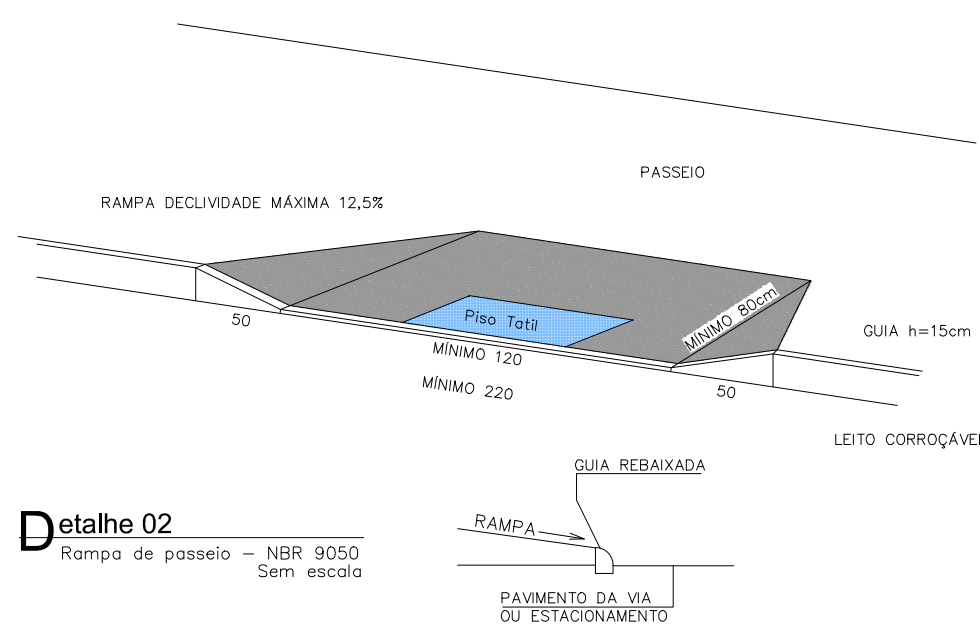 PASSEIO
RAMPA DECLIVIDADE MÁXIMA 12,5%
50
Piso Tatil
MÍNIMO 80cm
GUIA h=15cm
MÍNIMO 120
MÍNIMO 220
50
LEITO CORROÇÁVEL
GUIA REBAIXADA
RAMPA
Detalhe 02
Rampa de passeio – NBR 9050
Sem escala
PAVIMENTO DA VIA
OU ESTACIONAMENTO